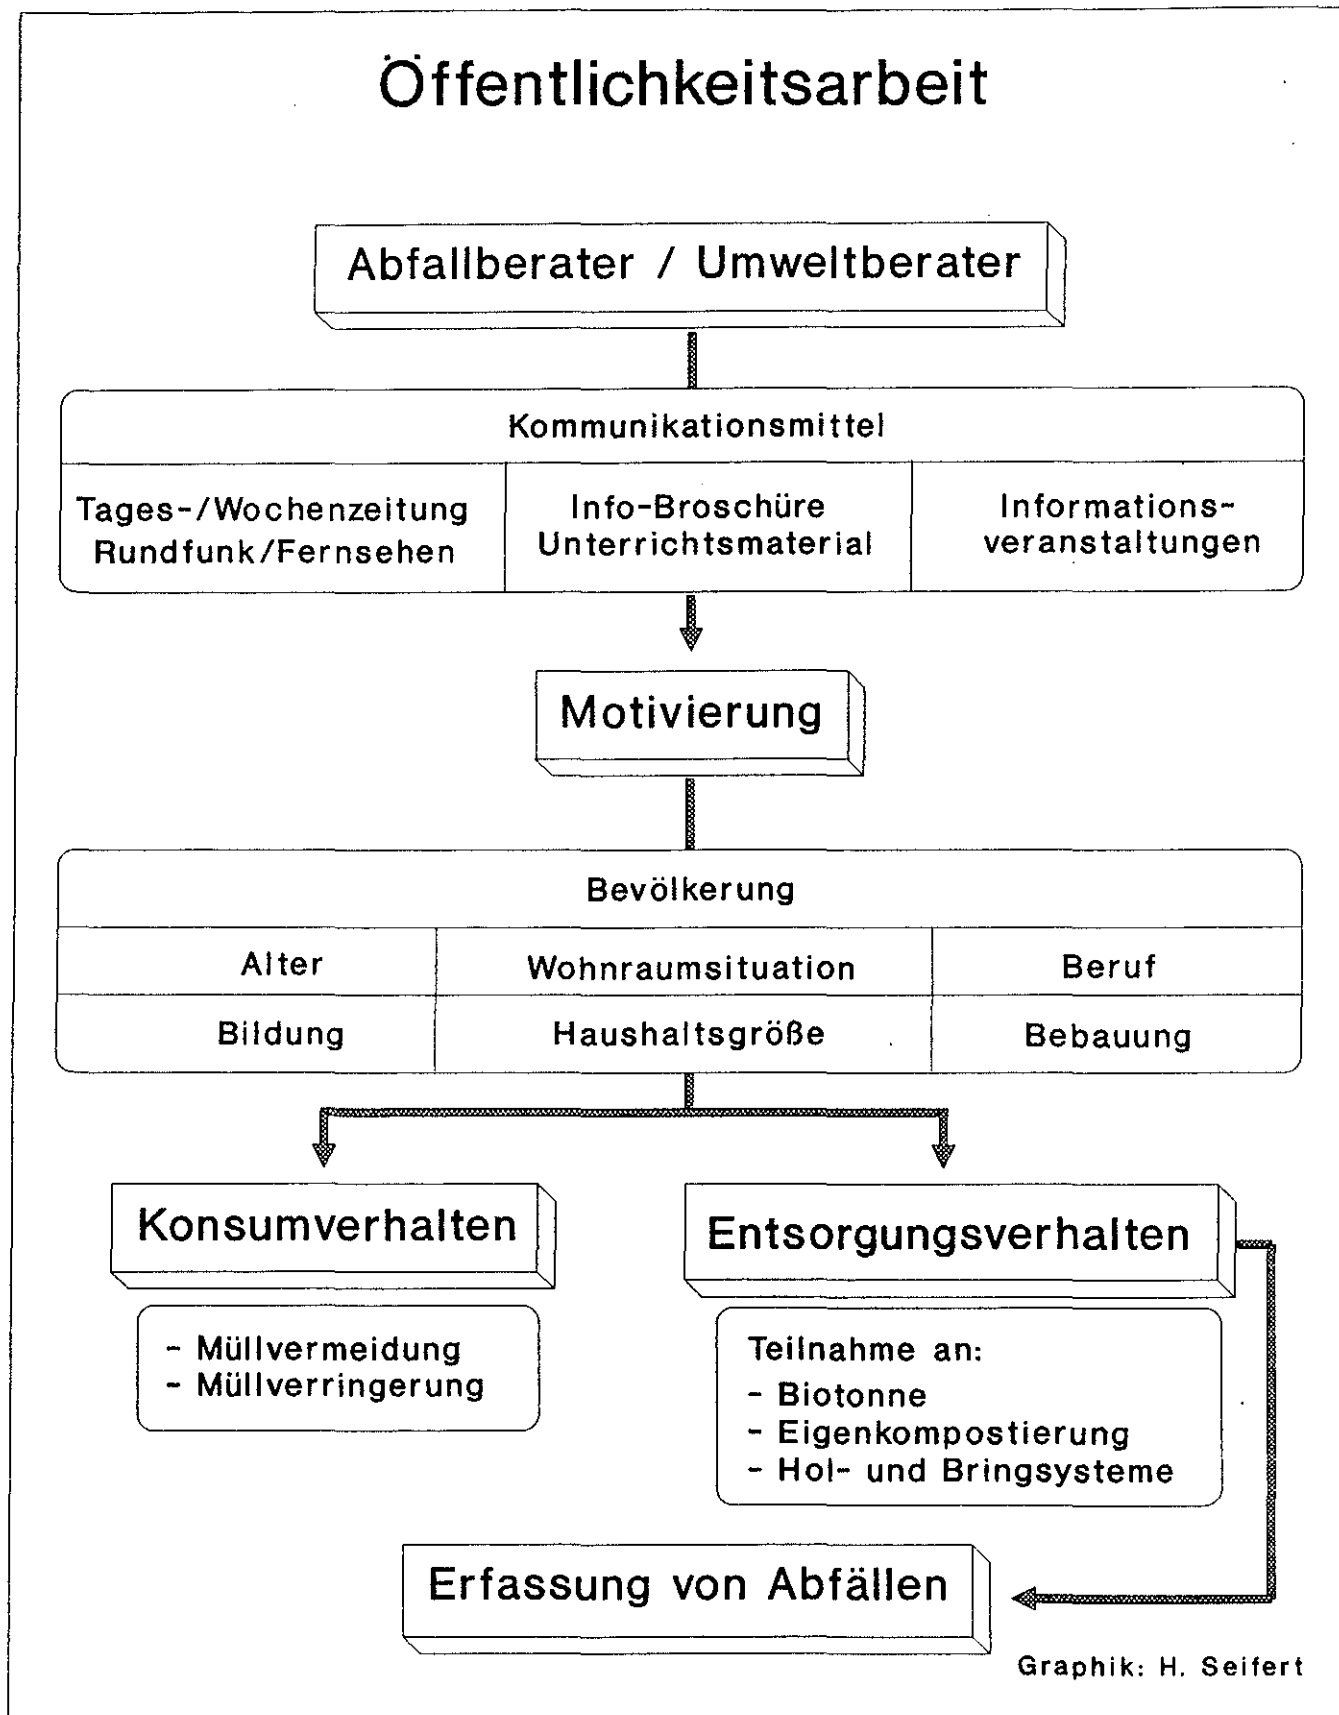 Öffentlichkeitsarbeit
Abfallberater / Umweltberater
Kommunikationsmittel
Tages-/Wochenzeitung
Rundfunk/Fernsehen
Info-Broschüre
Unterrichtsmaterial
Informations-
veranstaltungen
Motivierung
Bevölkerung
Alter
Wohnraumsituation
Beruf
Bildung
Haushaltsgröße
Bebauung
Konsumverhalten
- Müllvermeidung
- Müllverringerung
Entsorgungsverhalten
Teilnahme an:
- Biotonne
- Eigenkompostierung
- Hol- und Bringsysteme
Erfassung von Abfällen
Graphik: H. Seifert